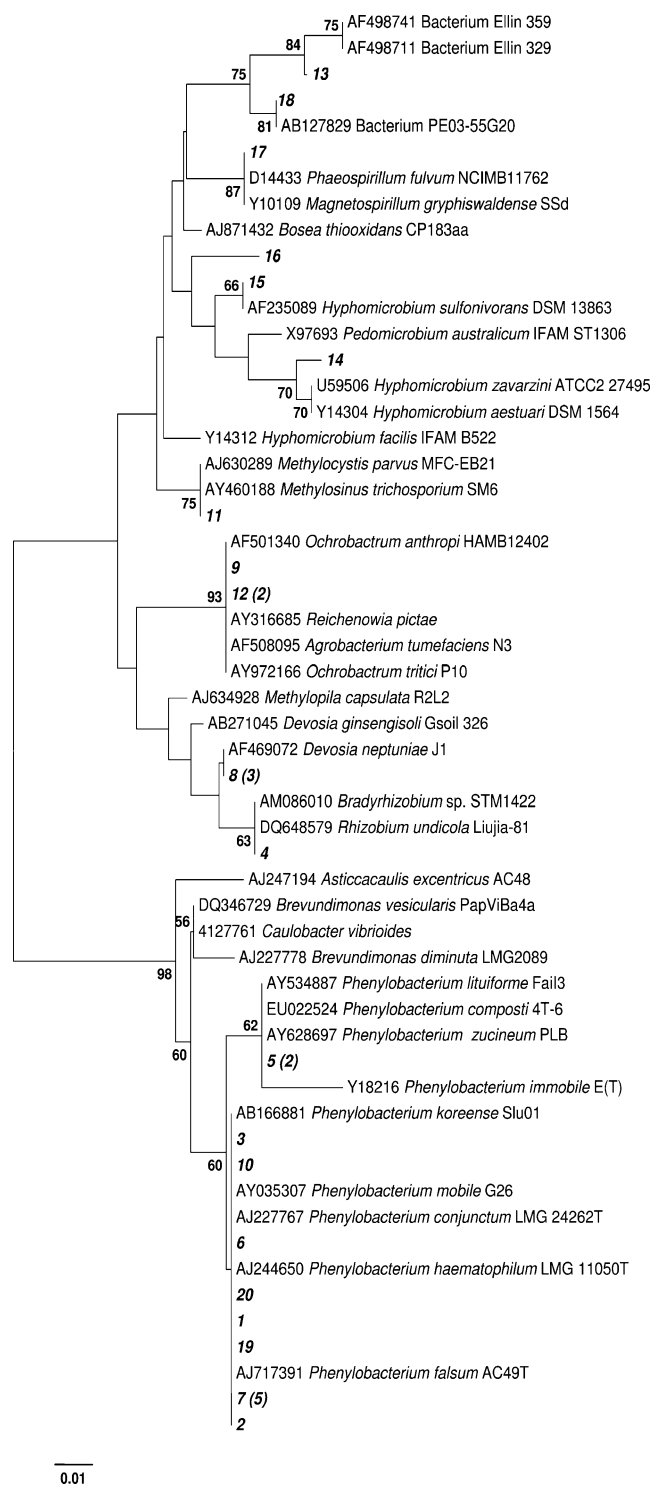 75 AF498741 Bacterium Ellin 359
AF498711 Bacterium Ellin 329
84
13
75
18
81 AB127829 Bacterium PE03-55G20
17
D14433 Phaeospirillum fulvum NCIMB11762
87
Y10109 Magnetospirillum gryphiswaldense SSd
AJ871432 Bosea thiooxidans CP183aa
16
15
66
AF235089 Hyphomicrobium sulfonivorans DSM 13863
X97693 Pedomicrobium australicum IFAM ST1306
14
U59506 Hyphomicrobium zavarzini ATCC2 27495
70
70 Y14304 Hyphomicrobium aestuari DSM 1564
Y14312 Hyphomicrobium facilis IFAM B522
AJ630289 Methylocystis parvus MFC-EB21
AY460188 Methylosinus trichosporium SM6
75
11
AF501340 Ochrobactrum anthropi HAMB12402
9
93 12 (2)
AY316685 Reichenowia pictae
AF508095 Agrobacterium tumefaciens N3
AY972166 Ochrobactrum tritici P10
AJ634928 Methylopila capsulata R2L2
AB271045 Devosia ginsengisoli Gsoil 326
AF469072 Devosia neptuniae J1
8 (3)
AM086010 Bradyrhizobium sp. STM1422
DQ648579 Rhizobium undicola Liujia-81
63
4
AJ247194 Asticcacaulis excentricus AC48
DQ346729 Brevundimonas vesicularis PapViBa4a
56
4127761 Caulobacter vibrioides
AJ227778 Brevundimonas diminuta LMG2089
98
AY534887 Phenylobacterium lituiforme Fail3
EU022524 Phenylobacterium composti 4T-6
62
AY628697 Phenylobacterium zucineum PLB
60
5 (2)
Y18216 Phenylobacterium immobile E(T)
AB166881 Phenylobacterium koreense Slu01
3
60
10
AY035307 Phenylobacterium mobile G26
AJ227767 Phenylobacterium conjunctum LMG 24262T
6
AJ244650 Phenylobacterium haematophilum LMG 11050T
20
1
19
AJ717391 Phenylobacterium falsum AC49T
7 (5)
2
0.01